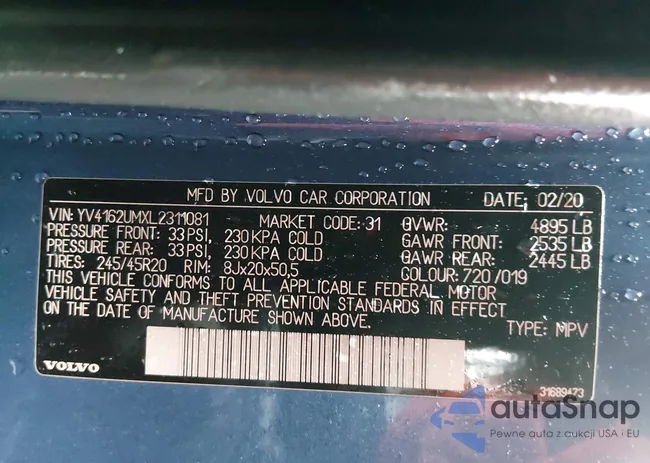 MFD BY VOLVO CAR CORPORATION DATE: 02/20
VIN: YV4162UMXL2311081 MARKET CODE: 31 GVWR: 4895 LB
PRESSURE FRONT: 33 PSI, 230 KPA COLD GAWR FRONT: 2535 LB
PRESSURE REAR: 33 PSI, 230 KPA COLD GAWR REAR: 2445 LB
TIRES: 245/45R20 RIM: 8Jx20x50,5 COLOUR: 720/019
THIS VEHICLE CONFORMS TO ALL APPLICABLE FEDERAL MOTOR
VEHICLE SAFETY AND THEFT PREVENTION STANDARDS IN EFFECT
ON THE DATE OF MANUFACTURE SHOWN ABOVE.
TYPE: MPV
VOLVO 31689473
autoSnap
Pewne auta z aukcji USA i EU